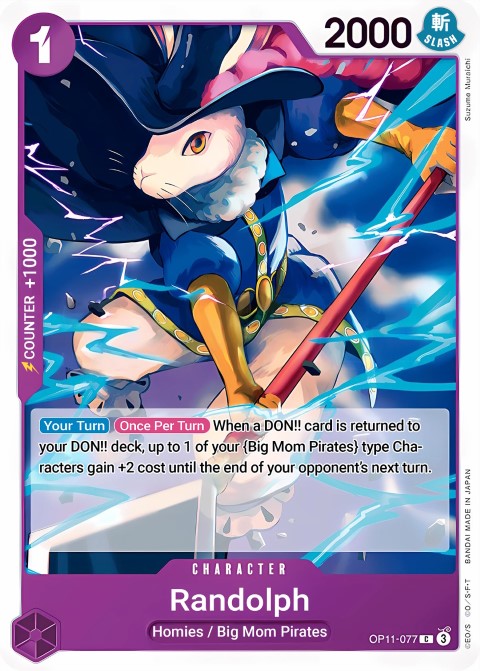 1
2000
斬
SLASH
Suzume Muraichi
COUNTER +1000
Your Turn Once Per Turn When a DON!! card is returned to
your DON!! deck, up to 1 of your {Big Mom Pirates} type Cha-
racters gain +2 cost until the end of your opponent's next turn.
BANDAI MADE IN JAPAN
©EO/S ©O/S·F·T
CHARACTER
Randolph
Homies / Big Mom Pirates
OP11-077 C 3